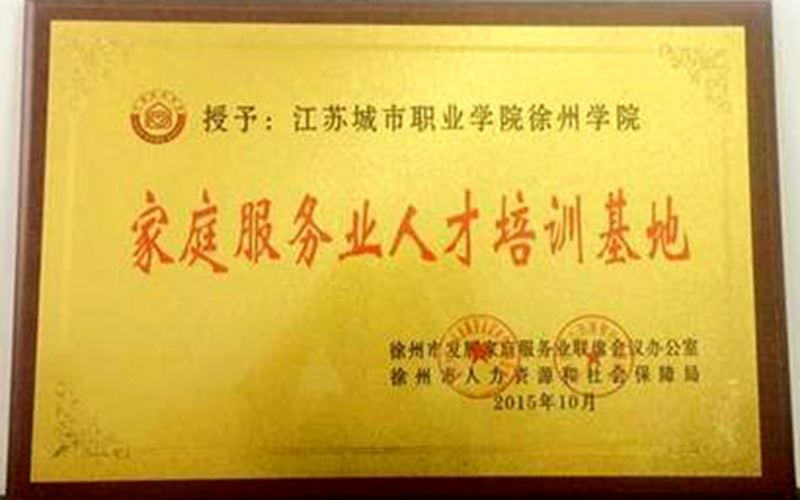 授予：江苏城市职业学院徐州学院
家庭服务业人才培训基地
徐州市发展家庭服务业联席会议办公室
徐州市人力资源和社会保障局
2015年10月